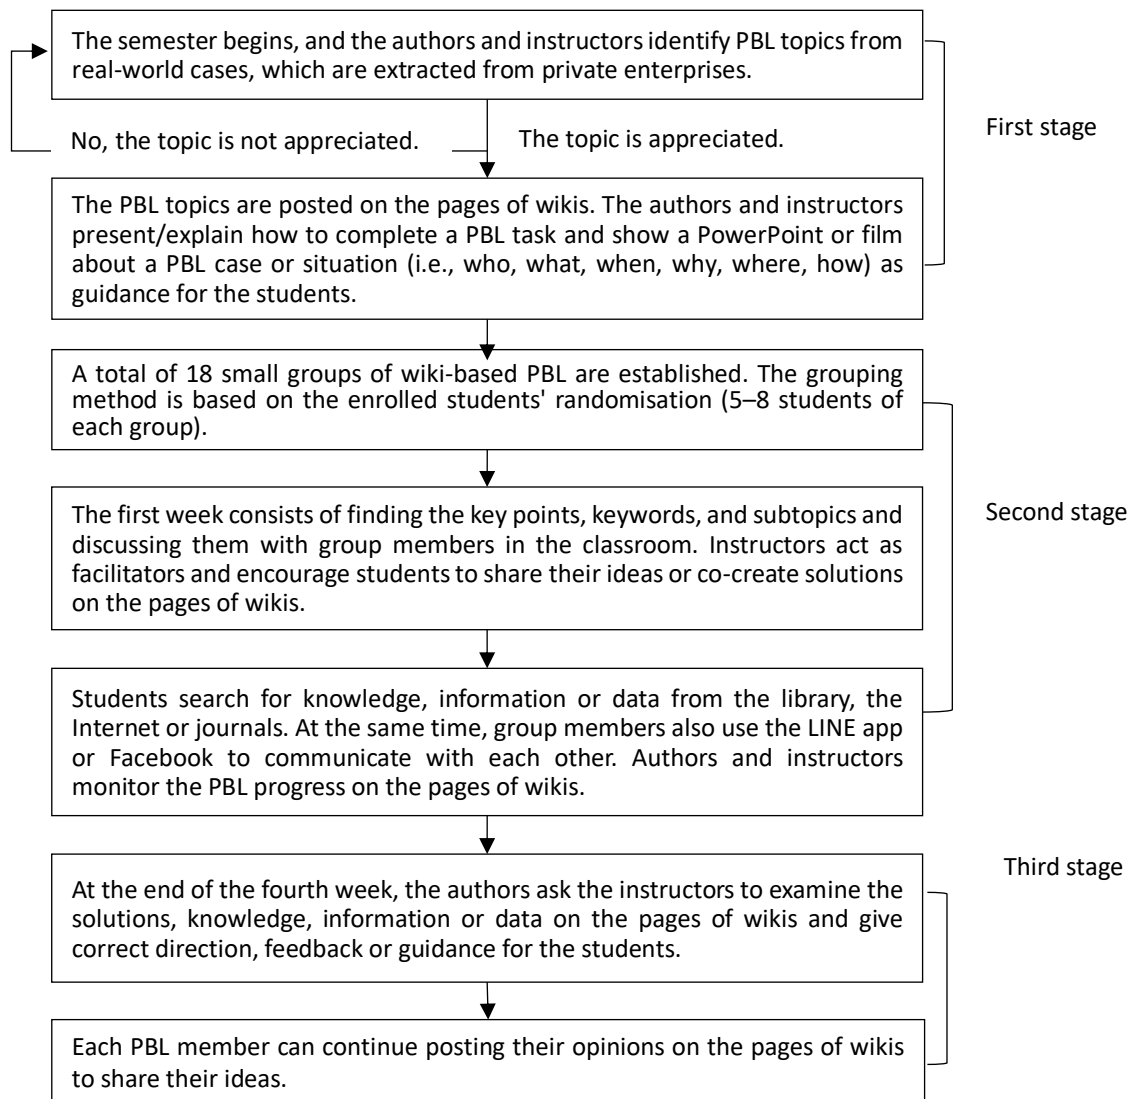 The semester begins, and the authors and instructors identify PBL topics from
real-world cases, which are extracted from private enterprises.
First stage
No, the topic is not appreciated.
The topic is appreciated.
The PBL topics are posted on the pages of wikis. The authors and instructors
present/explain how to complete a PBL task and show a PowerPoint or film
about a PBL case or situation (i.e., who, what, when, why, where, how) as
guidance for the students.
A total of 18 small groups of wiki-based PBL are established. The grouping
method is based on the enrolled students' randomisation (5–8 students of
each group).
Second stage
The first week consists of finding the key points, keywords, and subtopics and
discussing them with group members in the classroom. Instructors act as
facilitators and encourage students to share their ideas or co-create solutions
on the pages of wikis.
Students search for knowledge, information or data from the library, the
Internet or journals. At the same time, group members also use the LINE app
or Facebook to communicate with each other. Authors and instructors
monitor the PBL progress on the pages of wikis.
Third stage
At the end of the fourth week, the authors ask the instructors to examine the
solutions, knowledge, information or data on the pages of wikis and give
correct direction, feedback or guidance for the students.
Each PBL member can continue posting their opinions on the pages of wikis
to share their ideas.